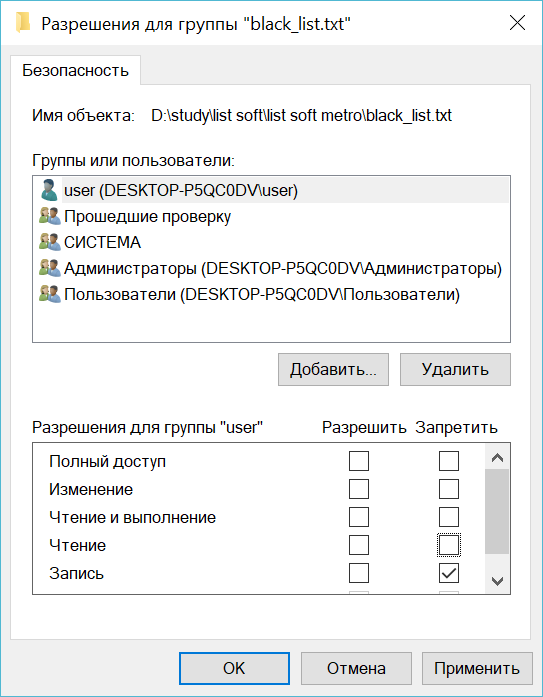 Разрешения для группы "black_list.txt"
Безопасность
Имя объекта: D:\study\list soft\list soft metro\black_list.txt
Группы или пользователи:
user (DESKTOP-P5QC0DV\user)
Прошедшие проверку
СИСТЕМА
Администраторы (DESKTOP-P5QC0DV\Администраторы)
Пользователи (DESKTOP-P5QC0DV\Пользователи)
Добавить... Удалить
Разрешения для группы "user" Разрешить Запретить
Полный доступ
Изменение
Чтение и выполнение
Чтение
Запись
OK Отмена Применить